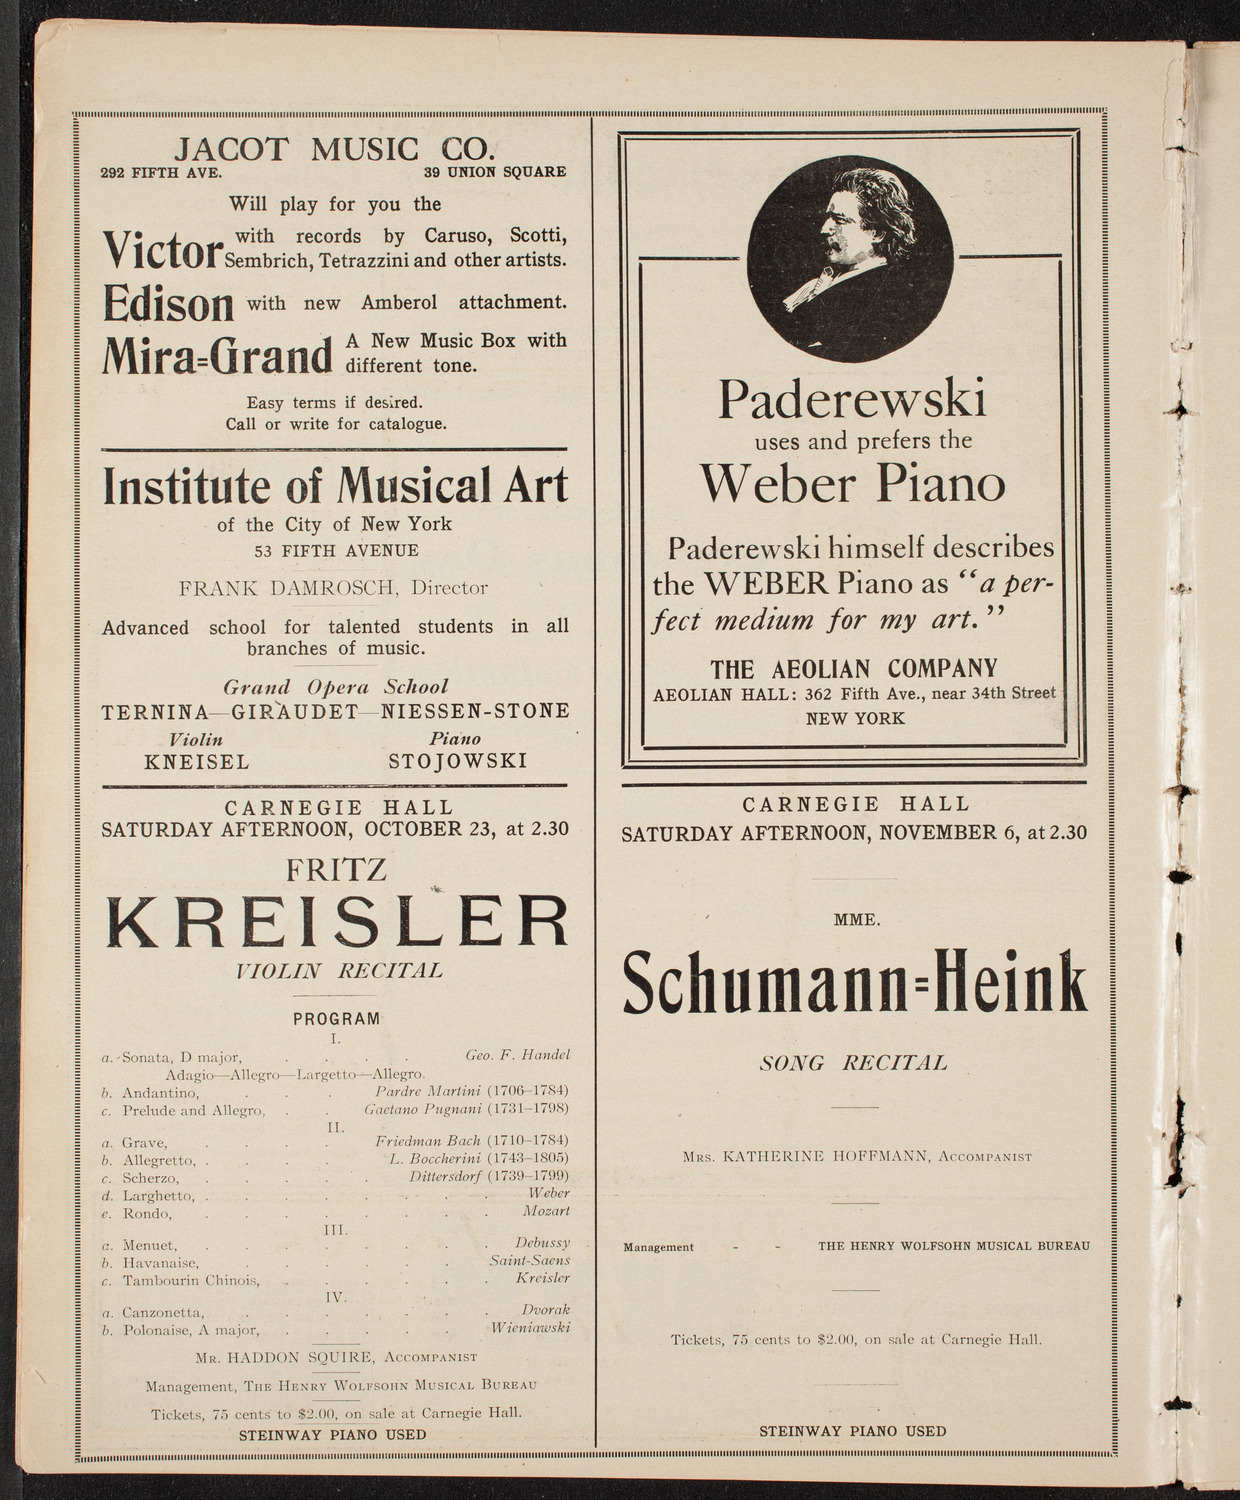 JACOT MUSIC CO.
292 FIFTH AVE. 39 UNION SQUARE
Will play for you the
Victor with records by Caruso, Scotti,
Sembrich, Tetrazzini and other artists.
Edison with new Amberol attachment.
Mira=Grand A New Music Box with
different tone.
Easy terms if desired.
Call or write for catalogue.
Institute of Musical Art
of the City of New York
53 FIFTH AVENUE
FRANK DAMROSCH, Director
Advanced school for talented students in all
branches of music.
Grand Opera School
TERNINA—GIRAUDET—NIESSEN-STONE
Violin Piano
KNEISEL STOJOWSKI
CARNEGIE HALL
SATURDAY AFTERNOON, OCTOBER 23, at 2.30
FRITZ
KREISLER
VIOLIN RECITAL
PROGRAM
I.
a. Sonata, D major, . . . . Geo. F. Handel
Adagio—Allegro—Largetto—Allegro.
b. Andantino, . . . Pardre Martini (1706-1784)
c. Prelude and Allegro, . . Gaetano Pugnani (1731-1798)
II.
a. Grave, . . . . Friedman Bach (1710-1784)
b. Allegretto, . . . . L. Boccherini (1743-1805)
c. Scherzo, . . . . . Dittersdorf (1739-1799)
d. Larghetto, . . . . . . . . Weber
e. Rondo, . . . . . . . . Mozart
III.
a. Menuet, . . . . . . . . Debussy
b. Havanaise, . . . . . . . Saint-Saens
c. Tambourin Chinois, . . . . . . Kreisler
IV.
a. Canzonetta, . . . . . . . Dvorak
b. Polonaise, A major, . . . . . Wieniawski
MR. HADDON SQUIRE, ACCOMPANIST
Management, THE HENRY WOLFSOHN MUSICAL BUREAU
Tickets, 75 cents to $2.00, on sale at Carnegie Hall.
STEINWAY PIANO USED
Paderewski
uses and prefers the
Weber Piano
Paderewski himself describes
the WEBER Piano as "a per-
fect medium for my art."
THE AEOLIAN COMPANY
AEOLIAN HALL: 362 Fifth Ave., near 34th Street
NEW YORK
CARNEGIE HALL
SATURDAY AFTERNOON, NOVEMBER 6, at 2.30
MME.
Schumann=Heink
SONG RECITAL
MRS. KATHERINE HOFFMANN, ACCOMPANIST
Management - - THE HENRY WOLFSOHN MUSICAL BUREAU
Tickets, 75 cents to $2.00, on sale at Carnegie Hall.
STEINWAY PIANO USED